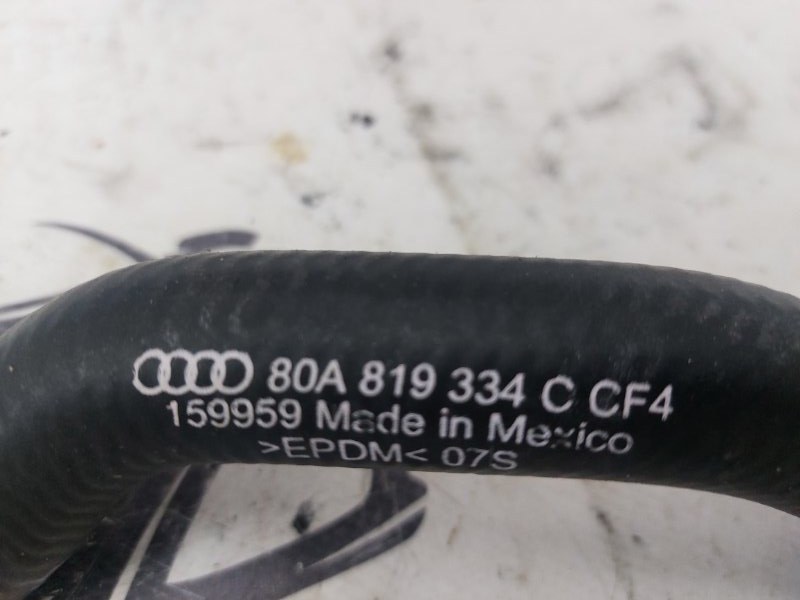 80A 819 334 C CF4
159959 Made in Mexico
>EPDM< 07S